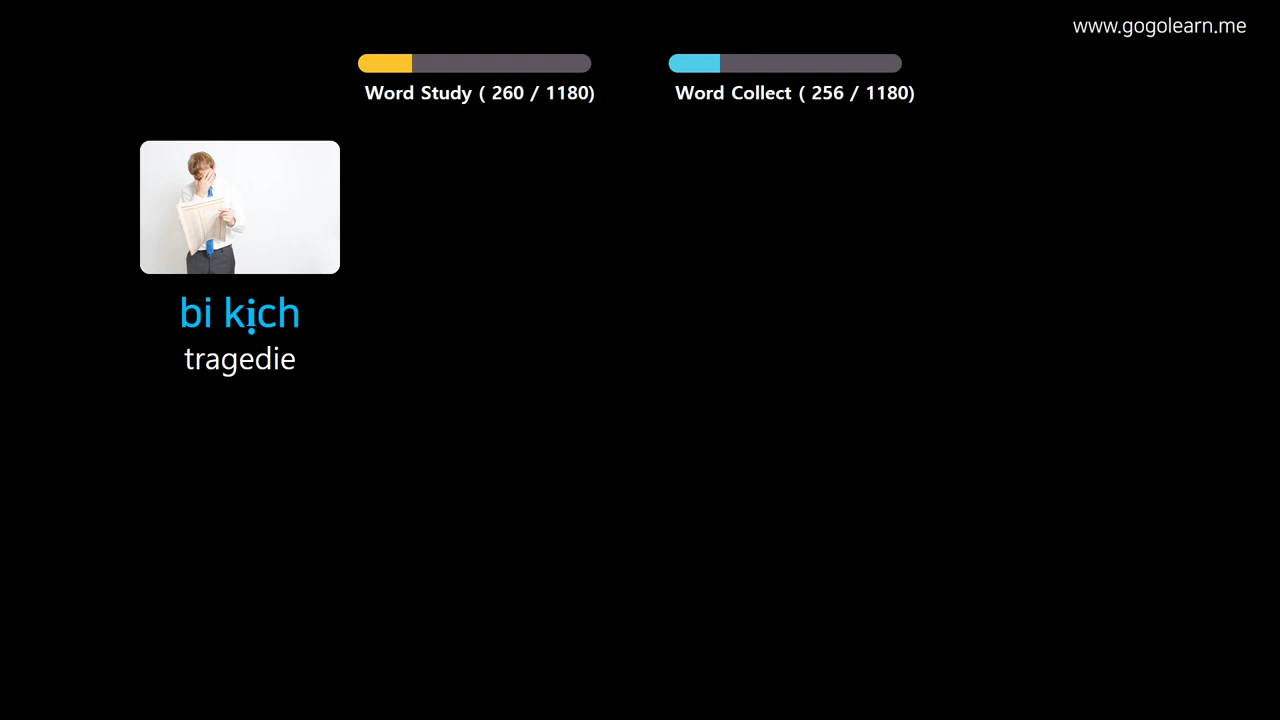 www.gogolearn.me
Word Study ( 260 / 1180)
Word Collect ( 256 / 1180)
bi kịch
tragedie